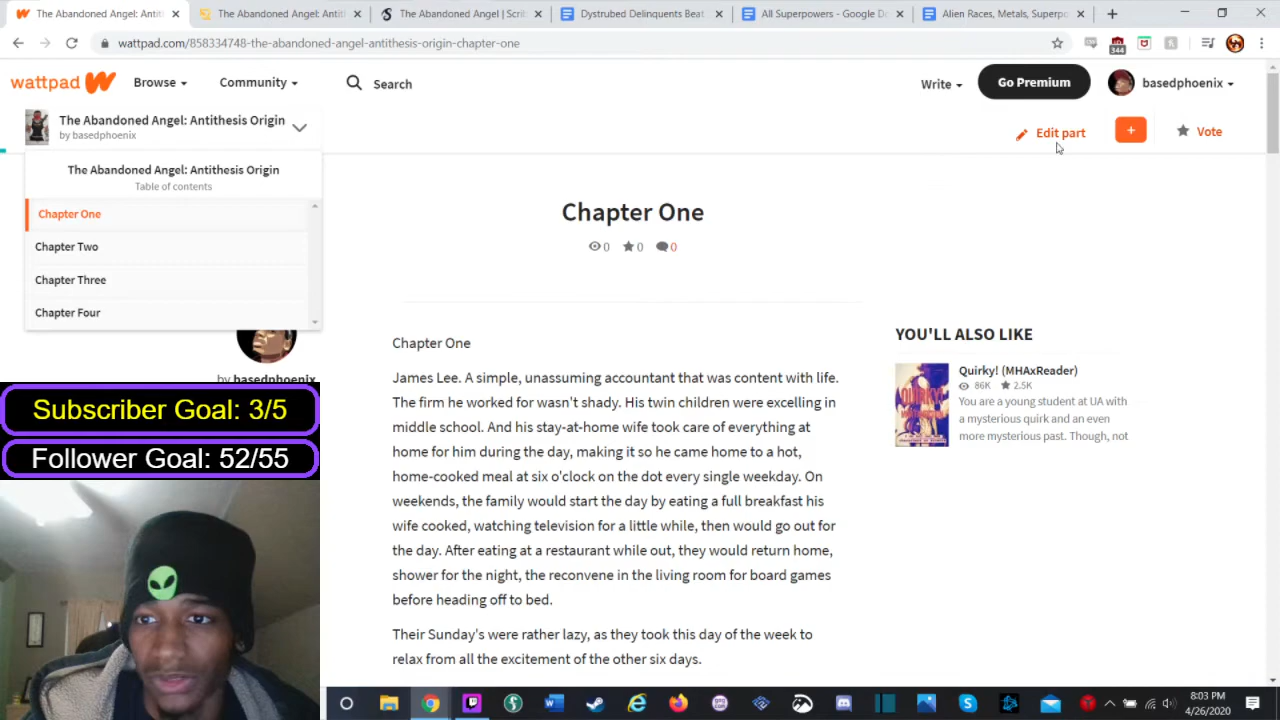 The Abandoned Angel: Antit
The Abandoned Angel: Antithesi
The Abandoned Angel | Scrib
Dystrubed Delinquents Beat
All Superpowers - Google Do
Alien Races, Metals, Superpo
wattpad.com/858334748-the-abandoned-angel-antithesis-origin-chapter-one
344
wattpad
Browse
Community
Search
Write
Go Premium
basedphoenix
The Abandoned Angel: Antithesis Origin
by basedphoenix
Edit part
+
Vote
The Abandoned Angel: Antithesis Origin
Table of contents
Chapter One
Chapter Two
Chapter Three
Chapter Four
by basedphoenix
Chapter One
0 0 0
Chapter One
James Lee. A simple, unassuming accountant that was content with life.
The firm he worked for wasn't shady. His twin children were excelling in
middle school. And his stay-at-home wife took care of everything at
home for him during the day, making it so he came home to a hot,
home-cooked meal at six o'clock on the dot every single weekday. On
weekends, the family would start the day by eating a full breakfast his
wife cooked, watching television for a little while, then would go out for
the day. After eating at a restaurant while out, they would return home,
shower for the night, the reconvene in the living room for board games
before heading off to bed.
Their Sunday's were rather lazy, as they took this day of the week to
relax from all the excitement of the other six days.
YOU'LL ALSO LIKE
Quirky! (MHAxReader)
86K 2.5K
You are a young student at UA with
a mysterious quirk and an even
more mysterious past. Though, not
Subscriber Goal: 3/5
Follower Goal: 52/55
8:03 PM
4/26/2020